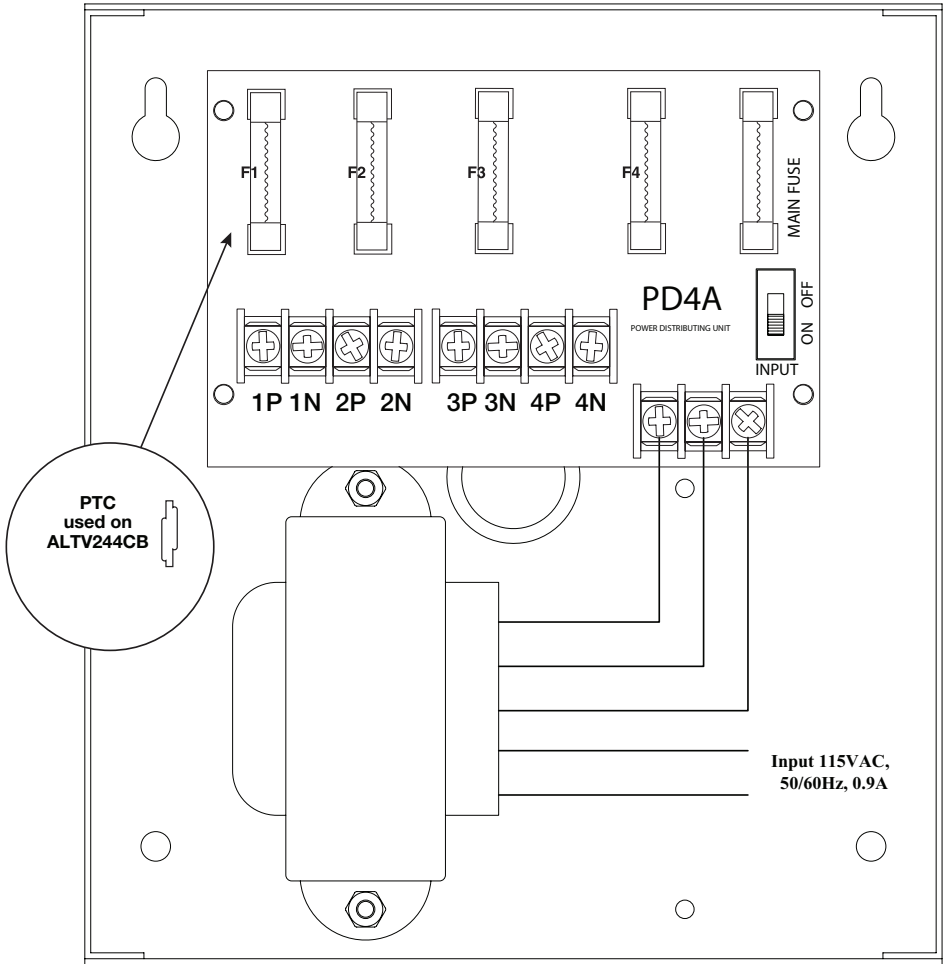 F1
F2
F3
F4
MAIN FUSE
PD4A
POWER DISTRIBUTING UNIT
ON OFF
INPUT
1P 1N 2P 2N
3P 3N 4P 4N
PTC
used on
ALTV244CB
Input 115VAC,
50/60Hz, 0.9A